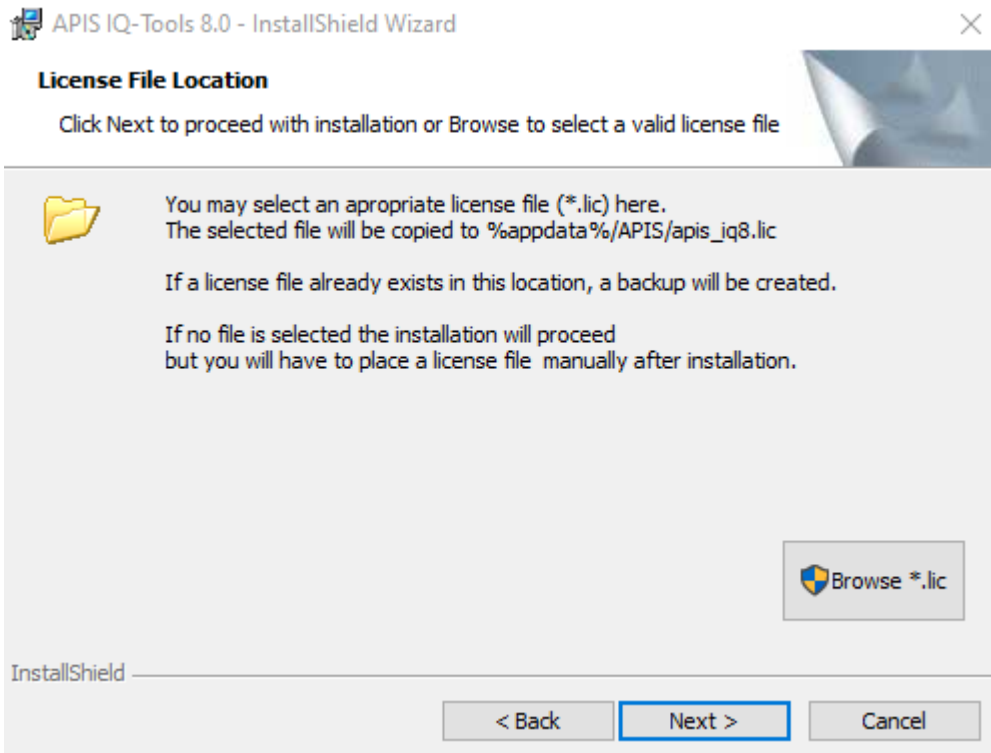 APIS IQ-Tools 8.0 - InstallShield Wizard
License File Location
Click Next to proceed with installation or Browse to select a valid license file
You may select an apropriate license file (*.lic) here.
The selected file will be copied to %appdata%/APIS/apis_iq8.lic
If a license file already exists in this location, a backup will be created.
If no file is selected the installation will proceed
but you will have to place a license file  manually after installation.
Browse *.lic
InstallShield
< Back
Next >
Cancel